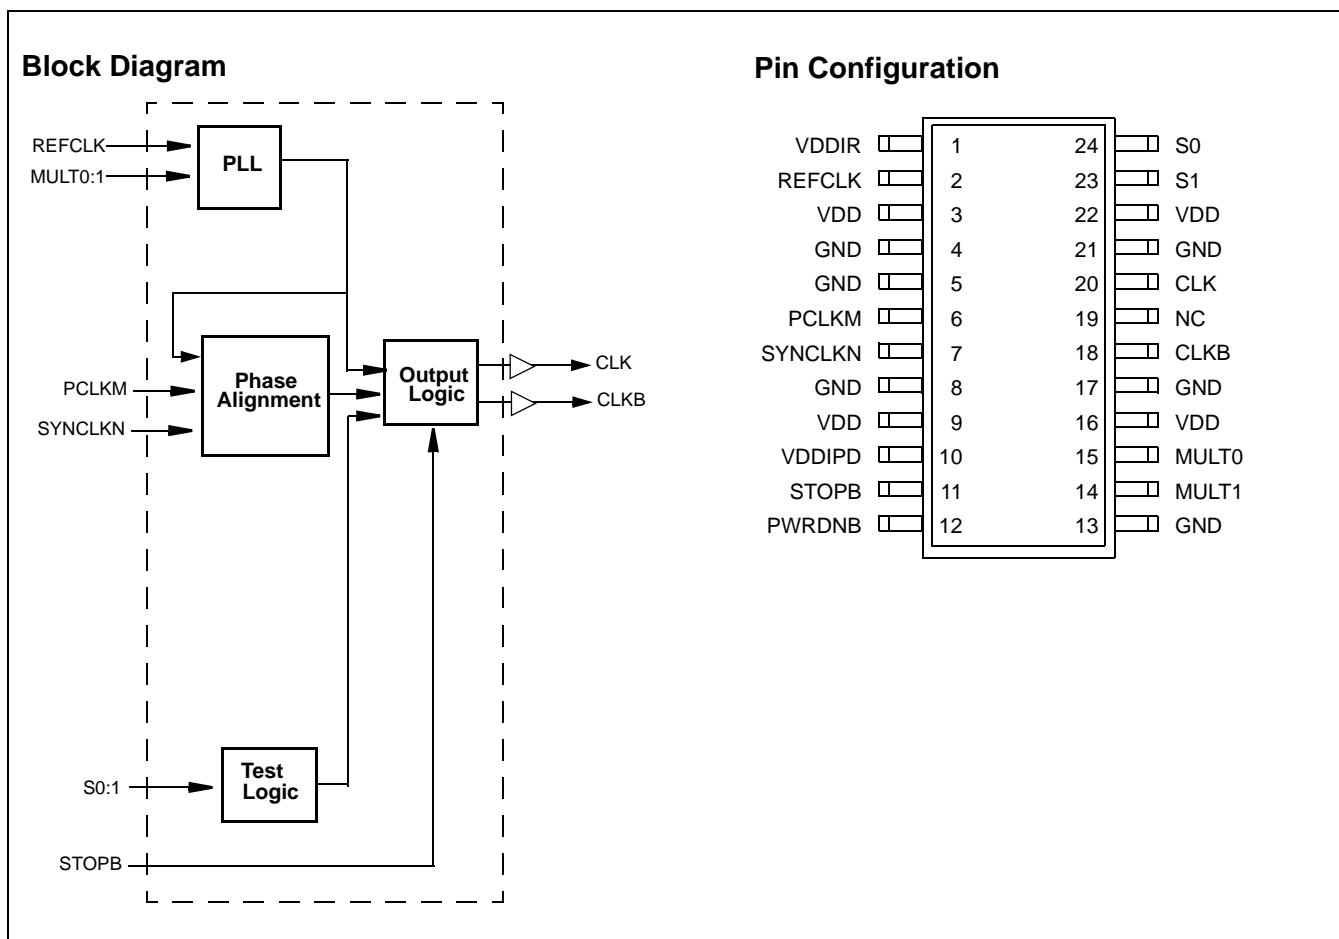 Block Diagram
REFCLK
MULT0:1
PLL
PCLKM
SYNCLKN
Phase
Alignment
Output
Logic
CLK
CLKB
S0:1
Test
Logic
STOPB
Pin Configuration
VDDIR 1 24 S0
REFCLK 2 23 S1
VDD 3 22 VDD
GND 4 21 GND
GND 5 20 CLK
PCLKM 6 19 NC
SYNCLKN 7 18 CLKB
GND 8 17 GND
VDD 9 16 VDD
VDDIPD 10 15 MULT0
STOPB 11 14 MULT1
PWRDNB 12 13 GND